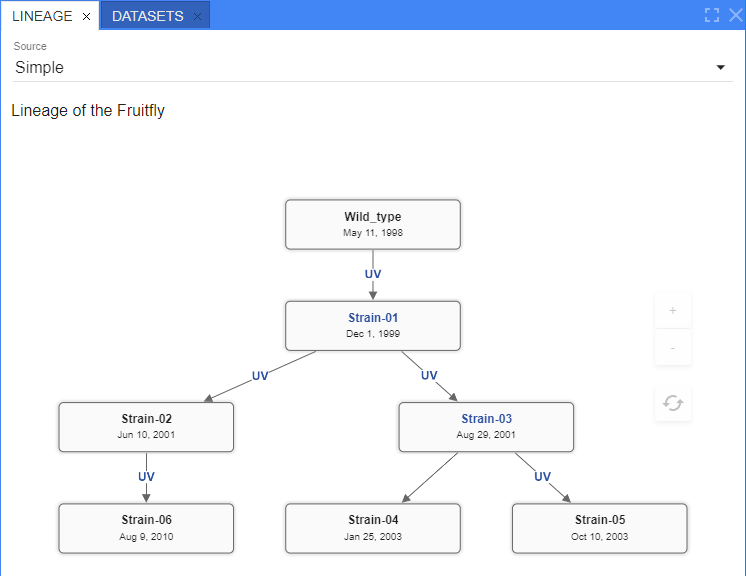 LINEAGE × DATASETS ×
Source
Simple
Lineage of the Fruitfly
Wild_type
May 11, 1998
UV
Strain-01
Dec 1, 1999
+
-
UV UV
Strain-02 Strain-03
Jun 10, 2001 Aug 29, 2001
UV UV
Strain-06 Strain-04 Strain-05
Aug 9, 2010 Jan 25, 2003 Oct 10, 2003